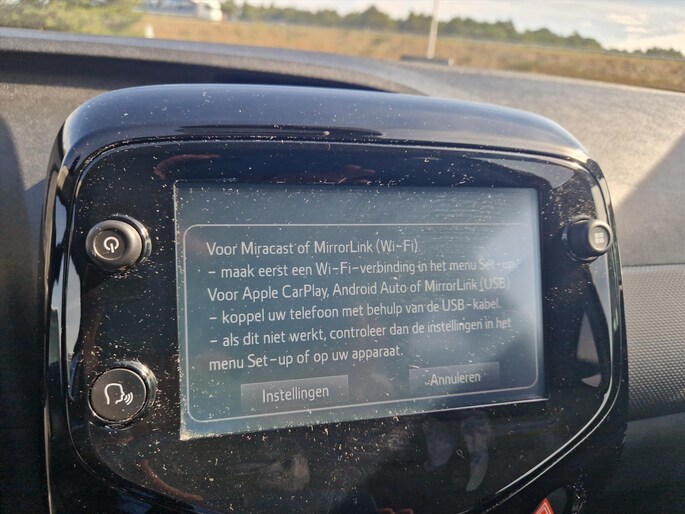 Voor Miracast of MirrorLink (Wi-Fi)
- maak eerst een Wi-Fi-verbinding in het menu Set-up.
Voor Apple CarPlay, Android Auto of MirrorLink (USB)
- koppel uw telefoon met behulp van de USB-kabel.
- als dit niet werkt, controleer dan de instellingen in het
menu Set-up of op uw apparaat.
Instellingen
Annuleren